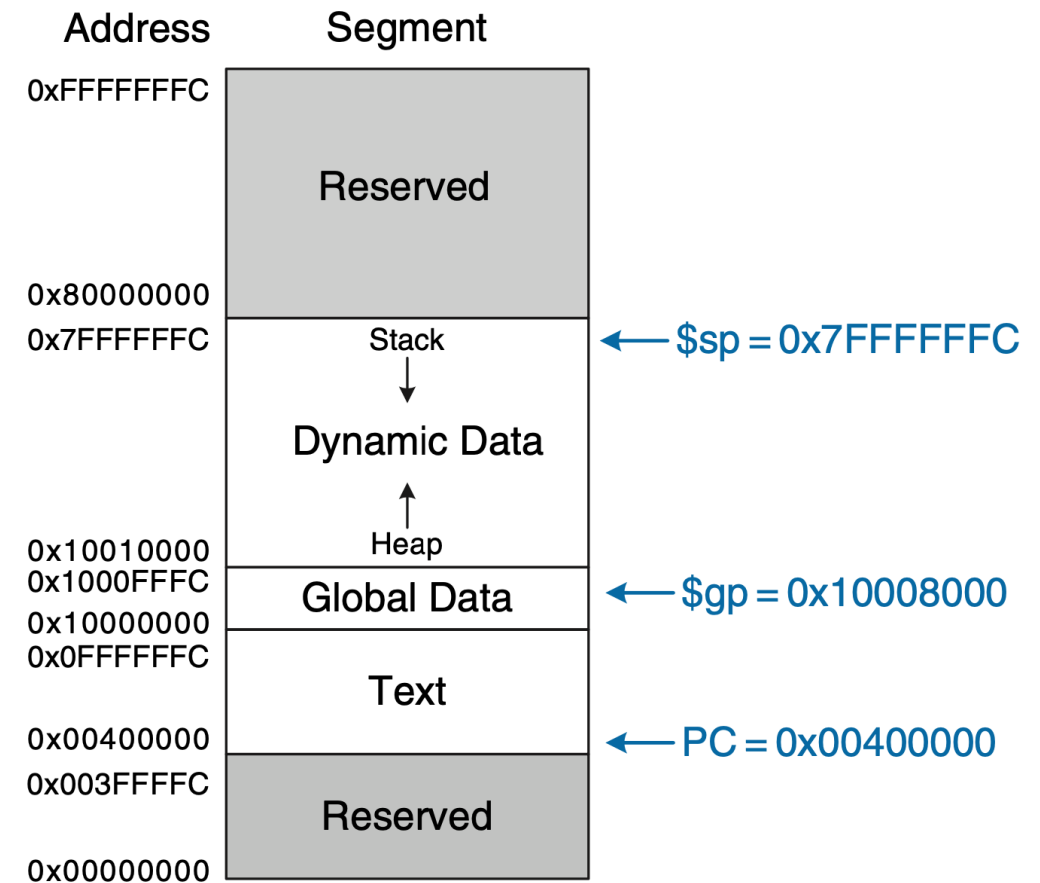 Address Segment
0xFFFFFFFC
Reserved
0x80000000
0x7FFFFFFC Stack $sp = 0x7FFFFFFC
Dynamic Data
Heap
0x10010000
0x1000FFFC
Global Data $gp = 0x10008000
0x10000000
0x0FFFFFFC
Text
0x00400000 PC = 0x00400000
0x003FFFFC
Reserved
0x00000000